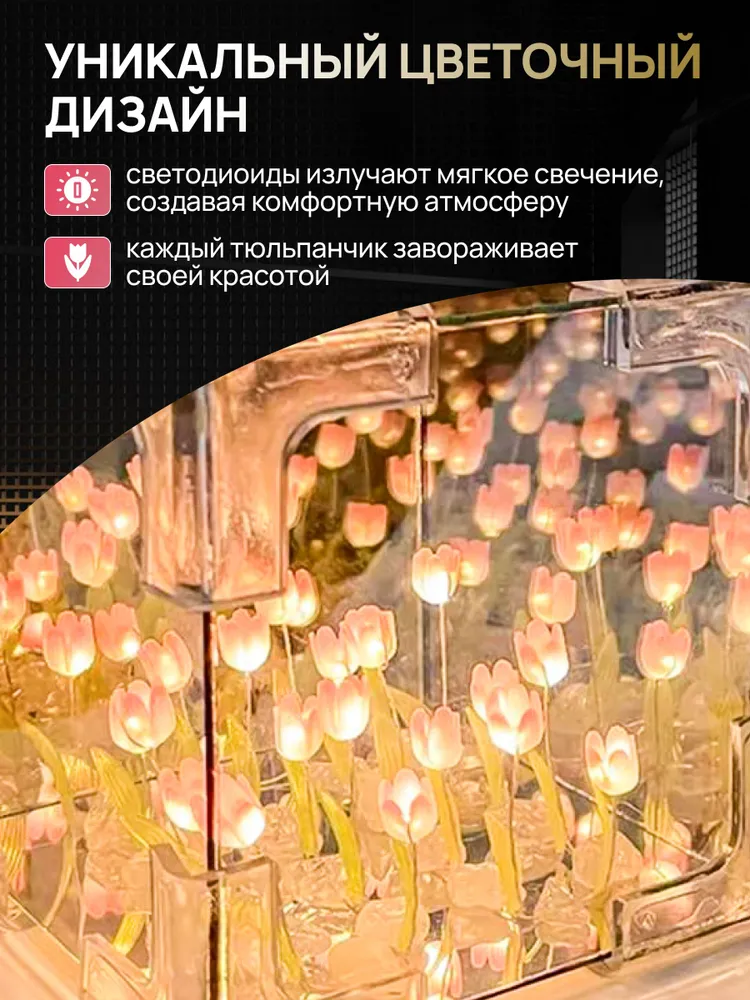 УНИКАЛЬНЫЙ ЦВЕТОЧНЫЙ
ДИЗАЙН
светодиоиды излучают мягкое свечение,
создавая комфортную атмосферу
каждый тюльпанчик завораживает
своей красотой